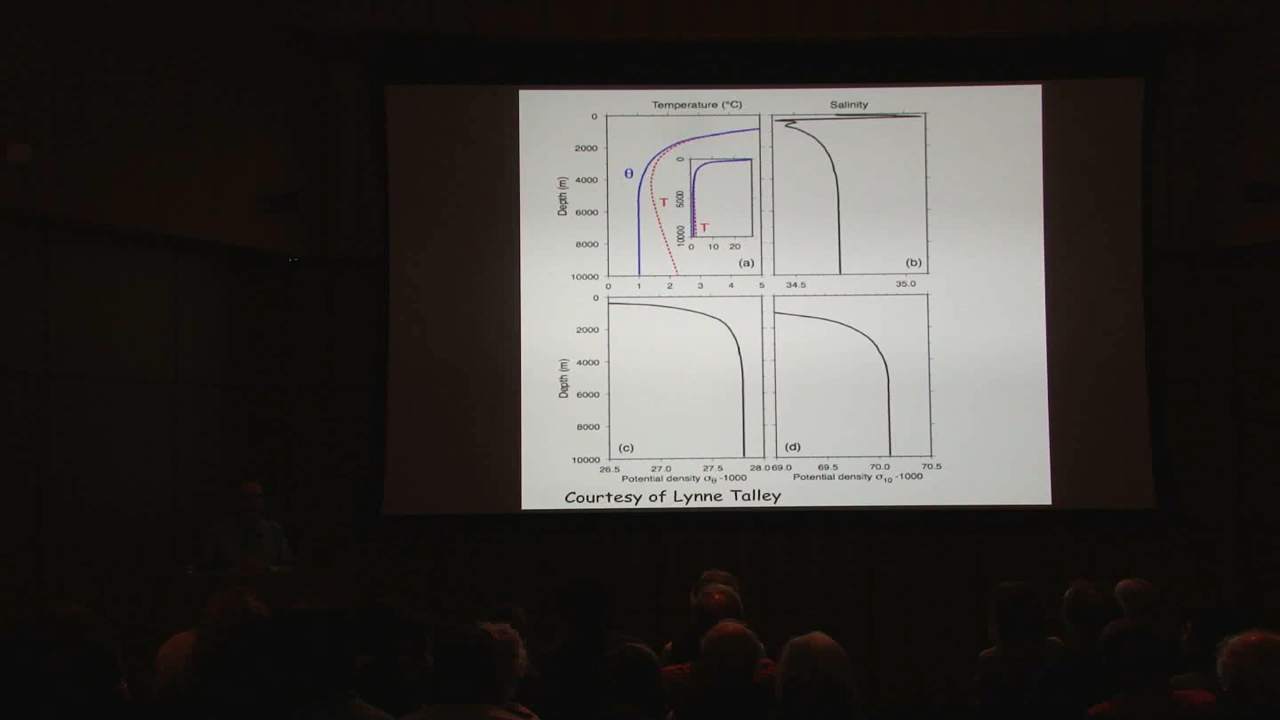 Temperature (°C)
Salinity
0
2000
4000
6000
8000
10000
Depth (m)
θ
T
0
5000
10000
T
0 10 20
(a)
(b)
0 1 2 3 4 5
34.5 35.0
0
2000
4000
6000
8000
10000
Depth (m)
(c)
(d)
26.5 27.0 27.5 28.0
69.0 69.5 70.0 70.5
Potential density σθ -1000
Potential density σ10 -1000
Courtesy of Lynne Talley